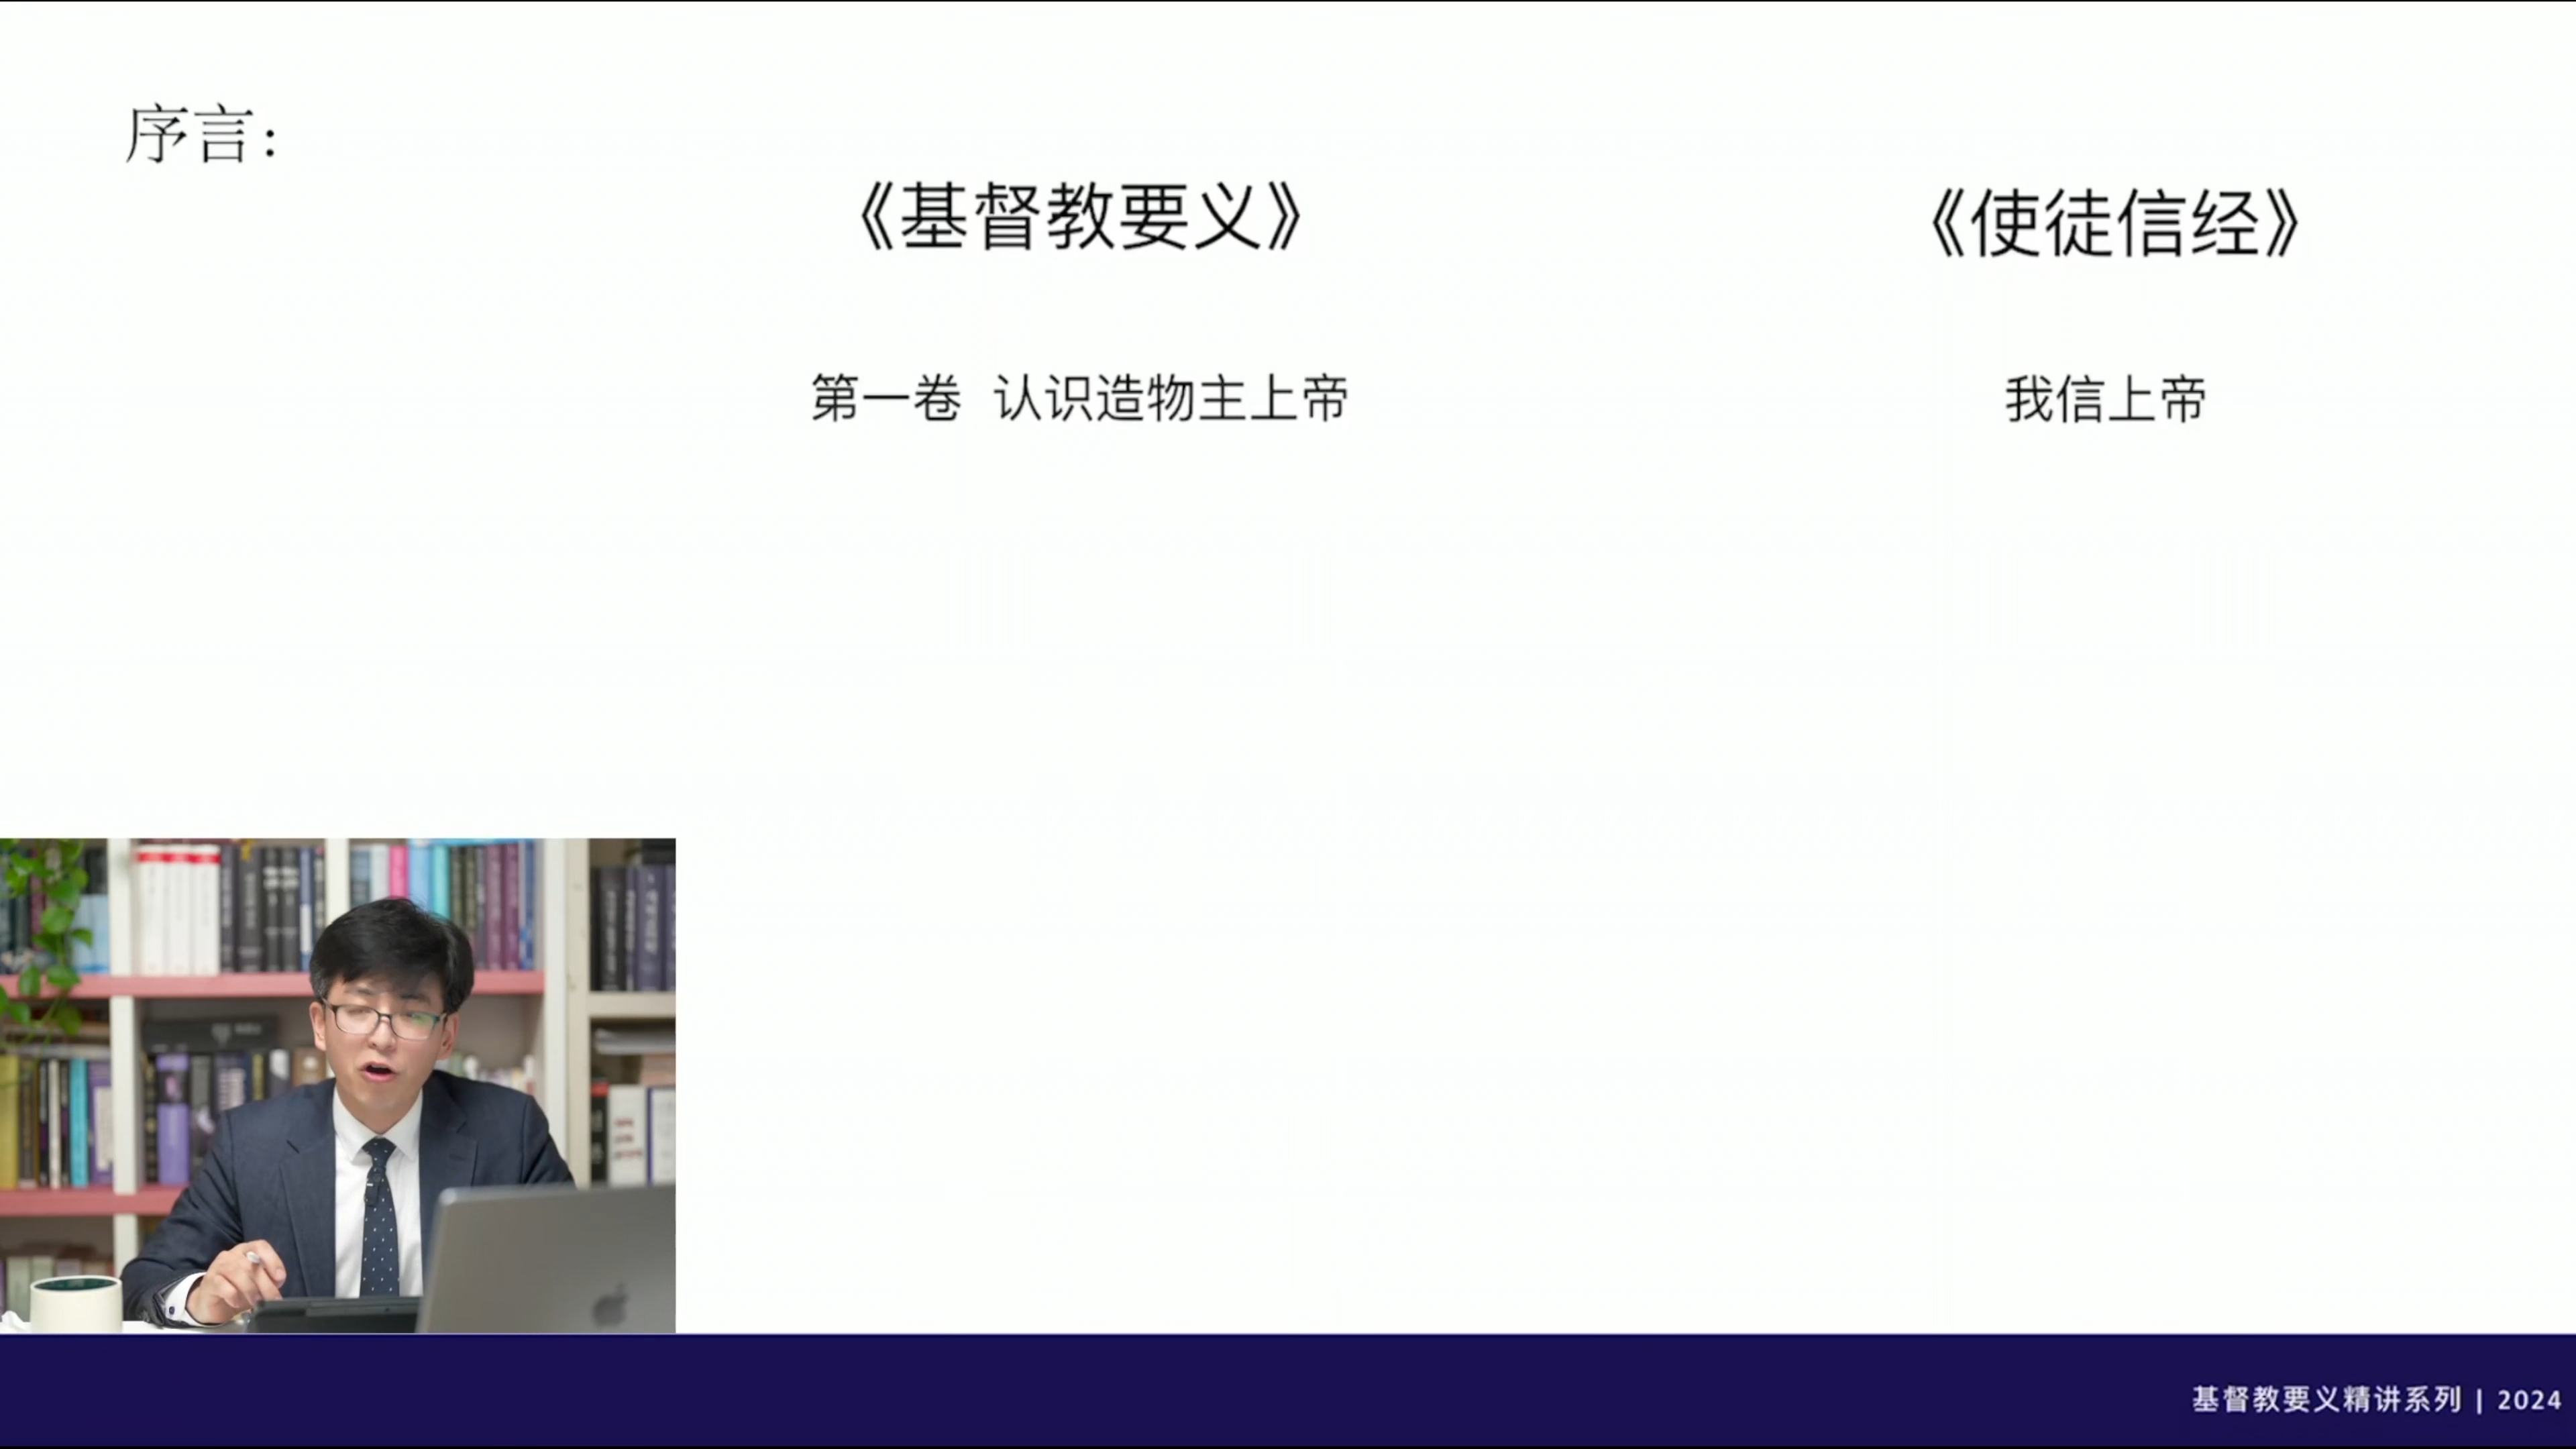 序言:
《基督教要义》 《使徒信经》
第一卷 认识造物主上帝 我信上帝
基督教要义精讲系列 | 2024